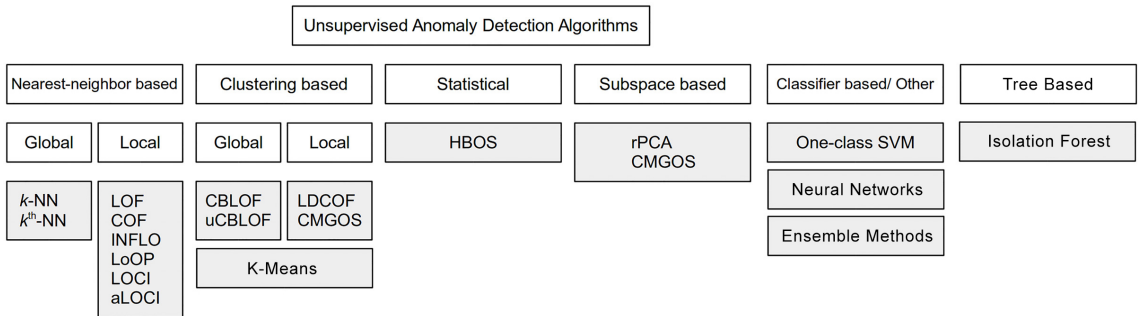 Unsupervised Anomaly Detection Algorithms
Nearest-neighbor based
Clustering based
Statistical
Subspace based
Classifier based/ Other
Tree Based
Global
Local
Global
Local
HBOS
rPCA
CMGOS
One-class SVM
Isolation Forest
k-NN
kth-NN
LOF
COF
INFLO
LoOP
LOCI
aLOCI
CBLOF
uCBLOF
LDCOF
CMGOS
K-Means
Neural Networks
Ensemble Methods